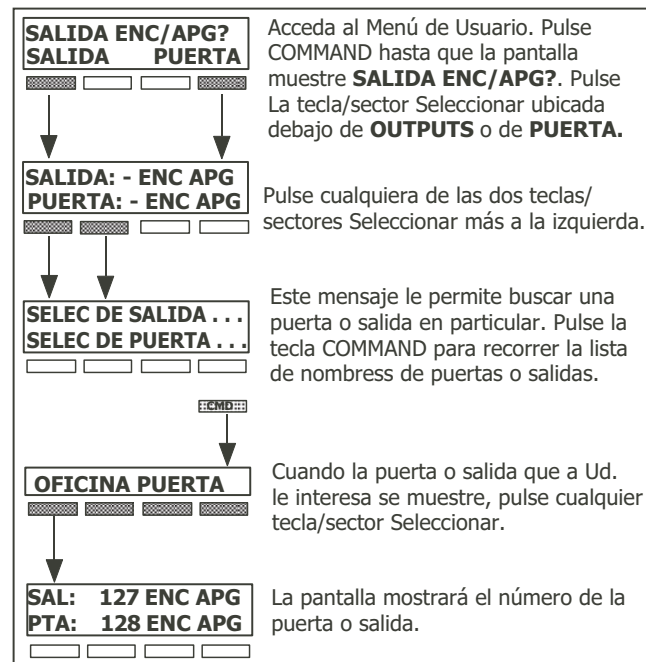 SALIDA ENC/APG?
SALIDA PUERTA
Acceda al Menú de Usuario. Pulse
COMMAND hasta que la pantalla
muestre SALIDA ENC/APG?. Pulse
La tecla/sector Seleccionar ubicada
debajo de OUTPUTS o de PUERTA.
SALIDA: - ENC APG
PUERTA: - ENC APG
Pulse cualquiera de las dos teclas/
sectores Seleccionar más a la izquierda.
SELEC DE SALIDA . . .
SELEC DE PUERTA . . .
Este mensaje le permite buscar una
puerta o salida en particular. Pulse la
tecla COMMAND para recorrer la lista
de nombress de puertas o salidas.
CMD
OFICINA PUERTA
Cuando la puerta o salida que a Ud.
le interesa se muestre, pulse cualquier
tecla/sector Seleccionar.
SAL: 127 ENC APG
PTA: 128 ENC APG
La pantalla mostrará el número de la
puerta o salida.